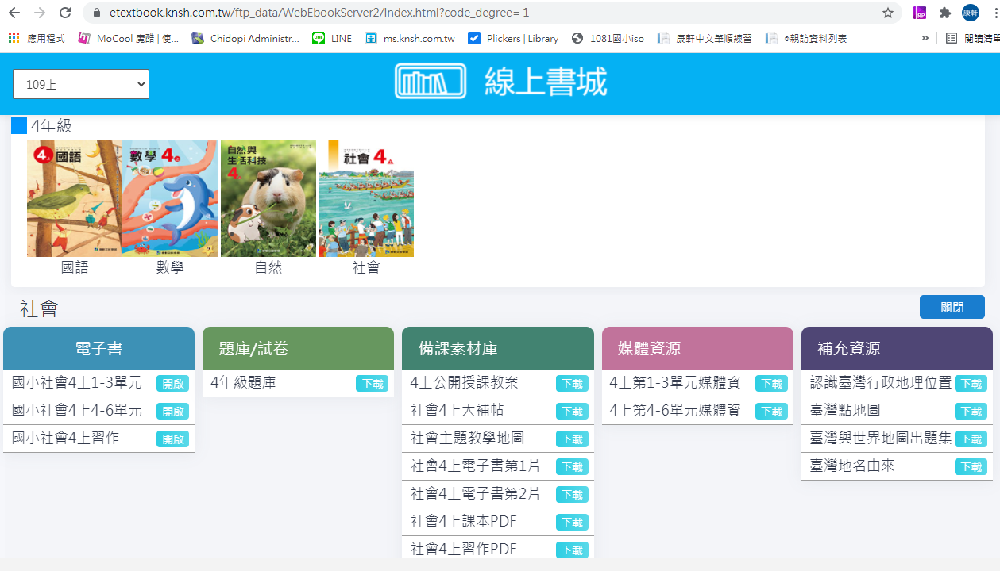 etextbook.knsh.com.tw/ftp_data/WebEbookServer2/index.html?code_degree= 1
RP
康軒
應用程式
MoCool 魔酷 | 使...
Chidopi Administr...
LINE
ms.knsh.com.tw
Plickers | Library
1081國小iso
康軒中文筆順練習
e親訪資料列表
»
閱讀清單
109上
線上書城
4年級
4上 國語
數學 4上
自然與生活科技 4上
社會 4上
國語
數學
自然
社會
社會
關閉
電子書
國小社會4上1-3單元 開啟
國小社會4上4-6單元 開啟
國小社會4上習作 開啟
題庫/試卷
4年級題庫 下載
備課素材庫
4上公開授課教案 下載
社會4上大補帖 下載
社會主題教學地圖 下載
社會4上電子書第1片 下載
社會4上電子書第2片 下載
社會4上課本PDF 下載
社會4上習作PDF 下載
媒體資源
4上第1-3單元媒體資 下載
4上第4-6單元媒體資 下載
補充資源
認識臺灣行政地理位置 下載
臺灣點地圖 下載
臺灣與世界地圖出題集 下載
臺灣地名由來 下載